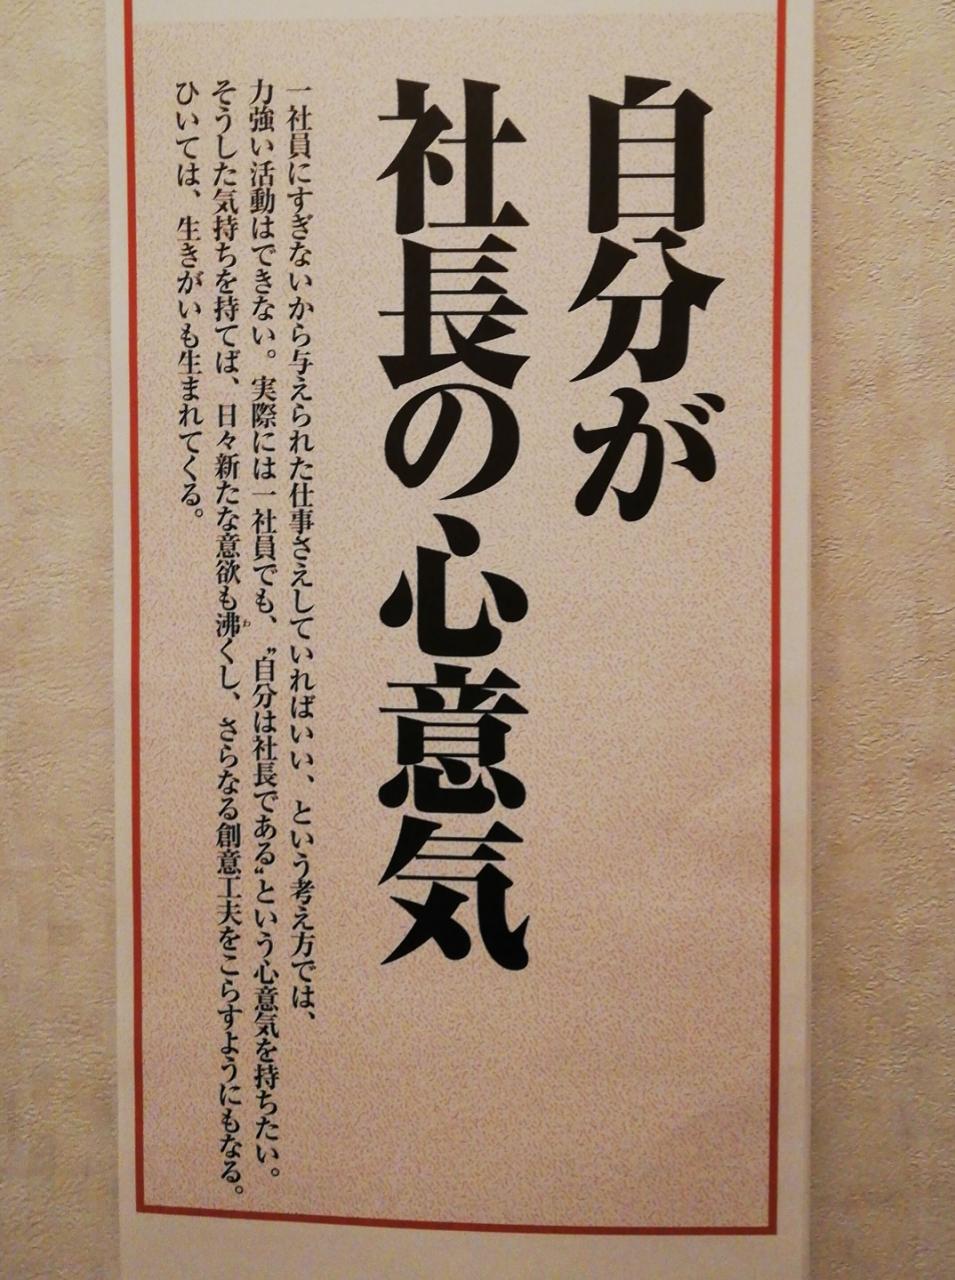 自分が
社長の心意気
一社員にすぎないから与えられた仕事さえしていればいい、という考え方では、
力強い活動はできない。実際には一社員でも、〝自分は社長である〟という心意気を持ちたい。
そうした気持ちを持てば、日々新たな意欲も沸くし、さらなる創意工夫をこらすようにもなる。
わ
ひいては、生きがいも生まれてくる。